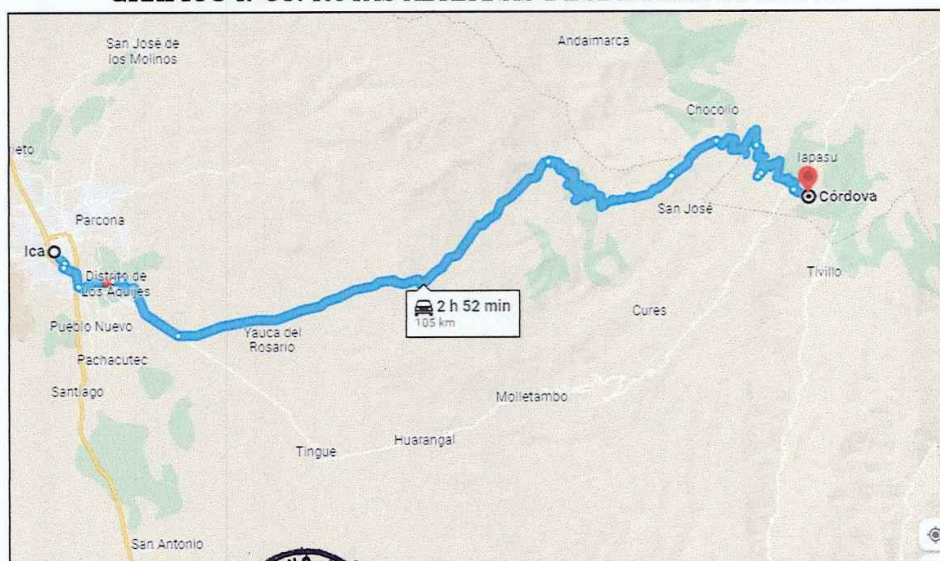 San José de
los Molinos
Andaimarca
Chocollo
Iapasu
Córdova
San José
Parcona
Ica
Distrito de
Los Aquijes
Tivillo
2 h 52 min
105 km
Cures
Pueblo Nuevo
Yauca del
Rosario
Pachacutec
Santiago
Molletambo
Huarangal
Tingue
San Antonio